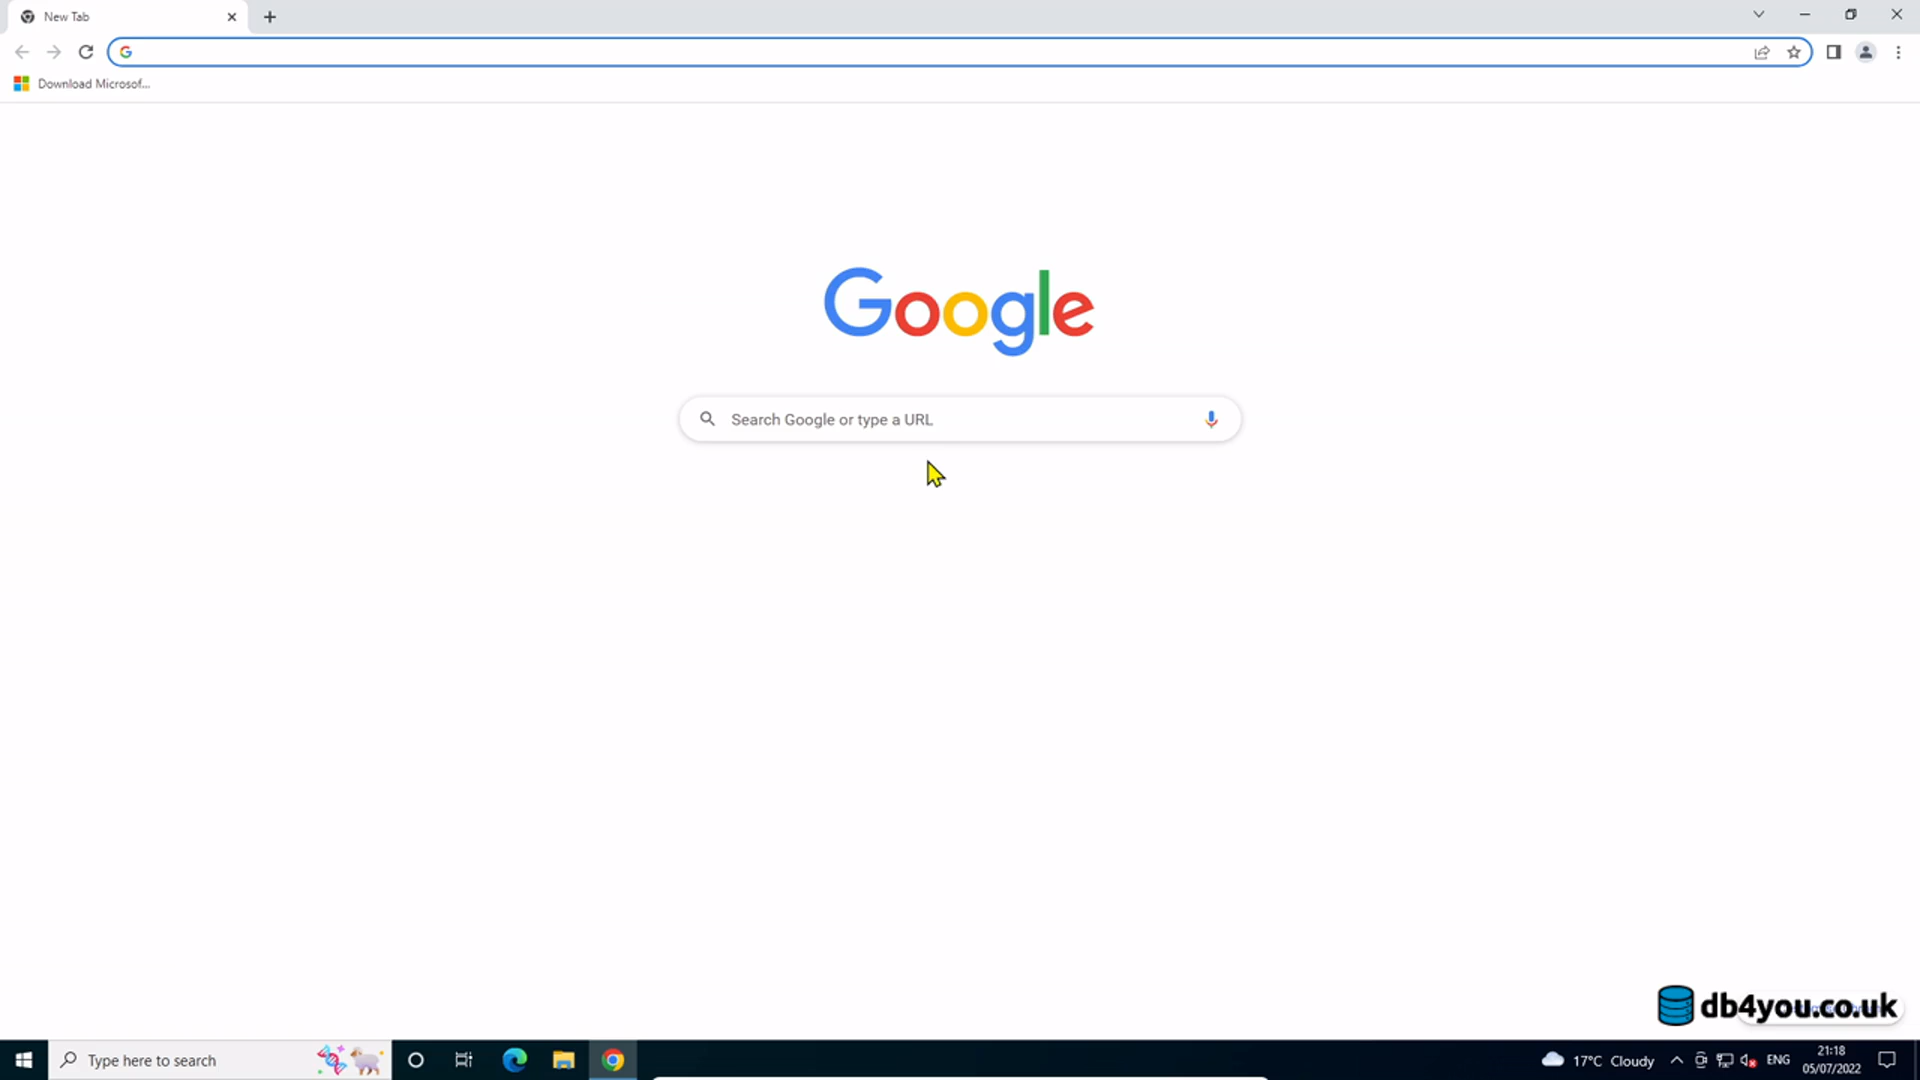 New Tab
Download Microsof...
Google
Search Google or type a URL
db4you.co.uk
Type here to search
17°C Cloudy
ENG
21:18
05/07/2022